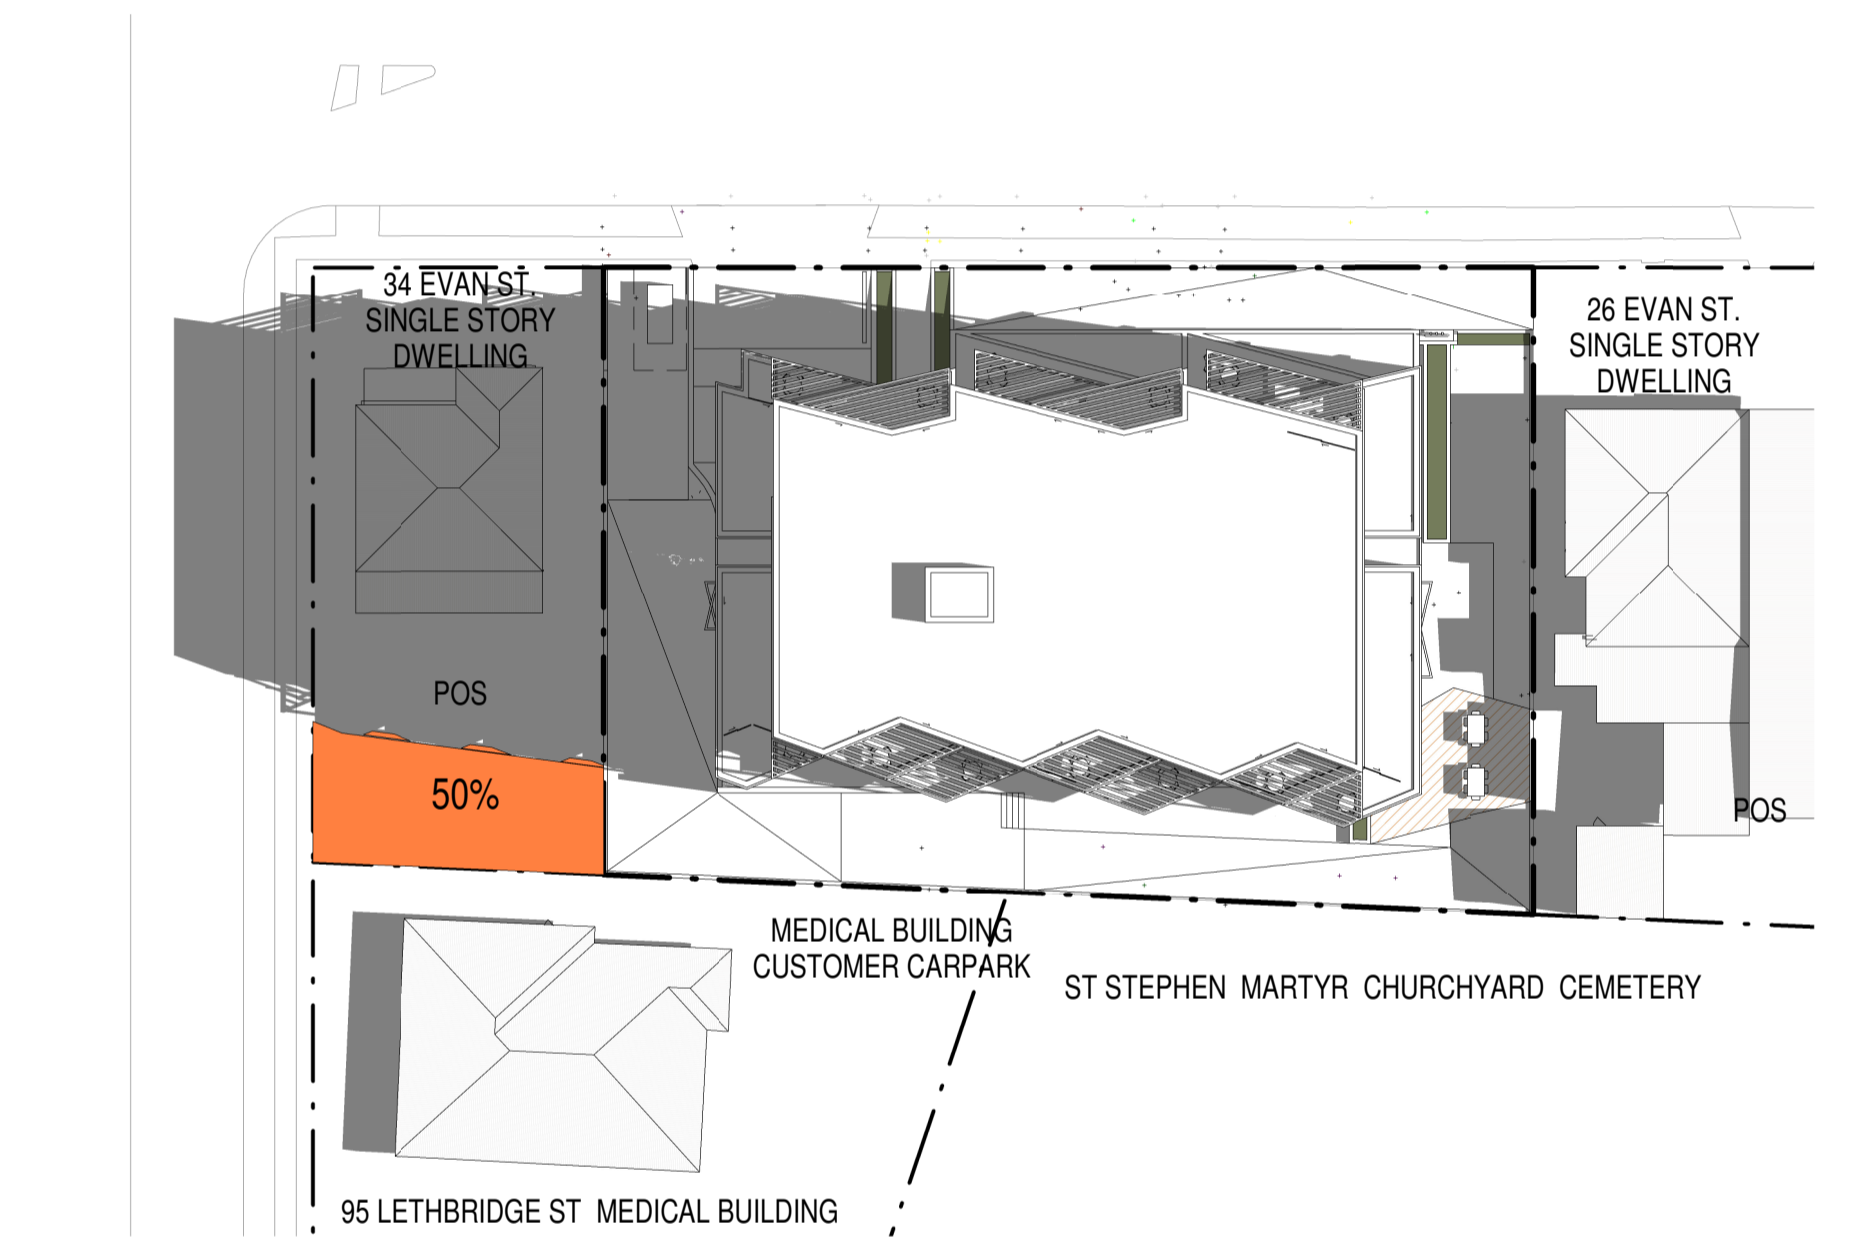 34 EVAN ST.
SINGLE STORY
DWELLING
26 EVAN ST.
SINGLE STORY
DWELLING
POS
50%
POS
MEDICAL BUILDING
CUSTOMER CARPARK
ST STEPHEN MARTYR CHURCHYARD CEMETERY
95 LETHBRIDGE ST MEDICAL BUILDING